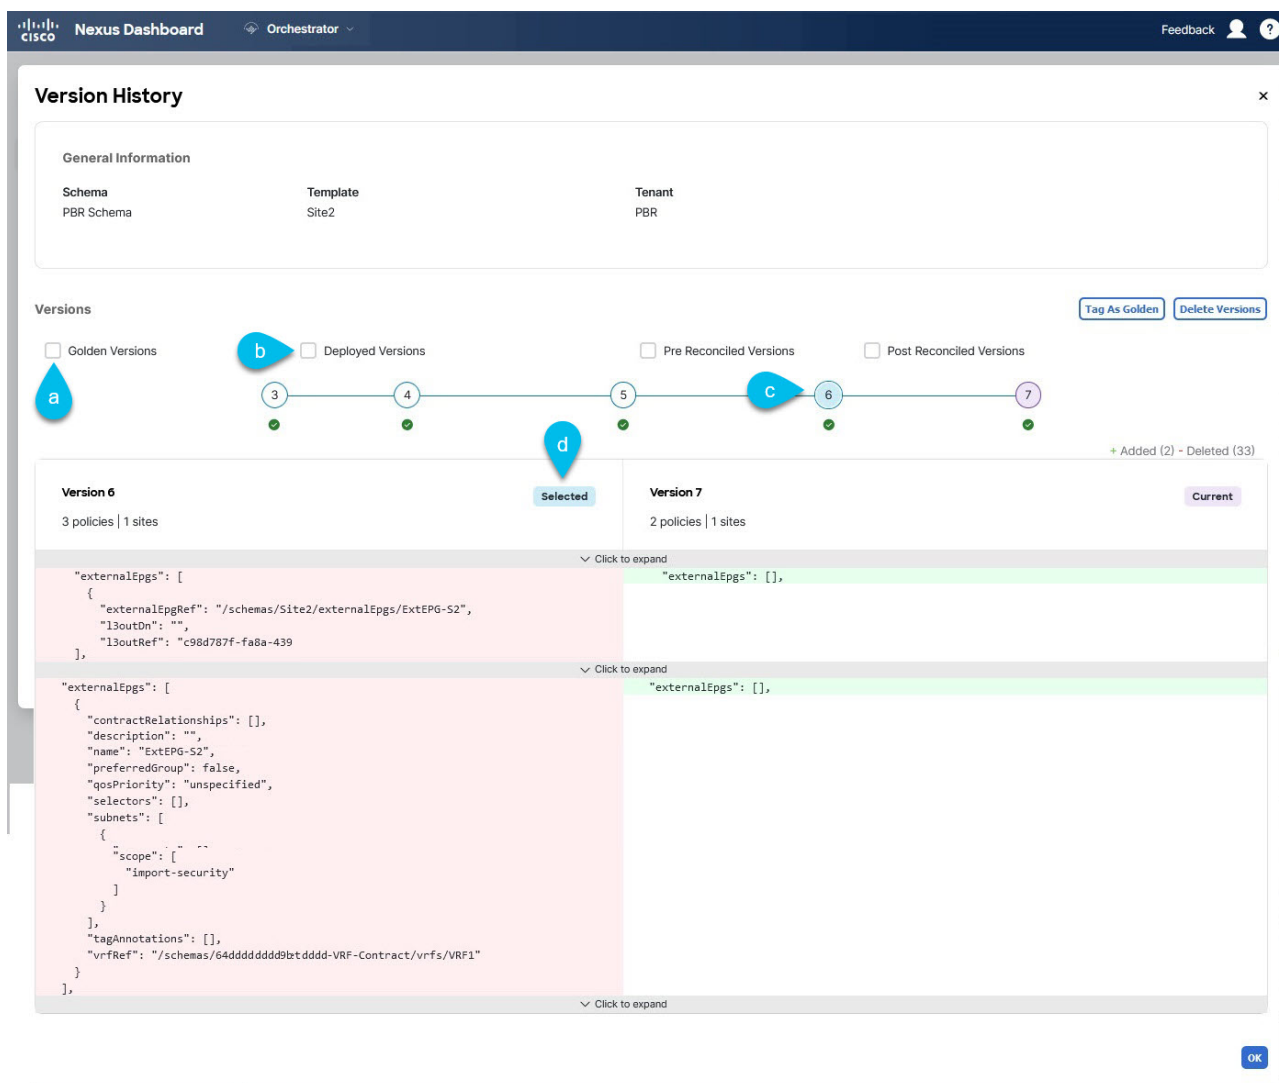 cisco Nexus Dashboard Orchestrator Feedback ?
Version History ×
General Information
Schema Template Tenant
PBR Schema Site2 PBR
Versions Tag As Golden Delete Versions
Golden Versions b Deployed Versions Pre Reconciled Versions Post Reconciled Versions
a 3 4 5 c 6 7
d
+ Added (2) - Deleted (33)
Version 6 Selected Version 7 Current
3 policies | 1 sites 2 policies | 1 sites
Click to expand
"externalEpgs": [ "externalEpgs": [],
{
"externalEpgRef": "/schemas/Site2/externalEpgs/ExtEPG-S2",
"l3outDn": "",
"l3outRef": "c98d787f-fa8a-439
],
Click to expand
"externalEpgs": [ "externalEpgs": [],
{
"contractRelationships": [],
"description": "",
"name": "ExtEPG-S2",
"preferredGroup": false,
"qosPriority": "unspecified",
"selectors": [],
"subnets": [
{
"scope": [
"import-security"
]
}
],
"tagAnnotations": [],
"vrfRef":
}
],
Click to expand
OK